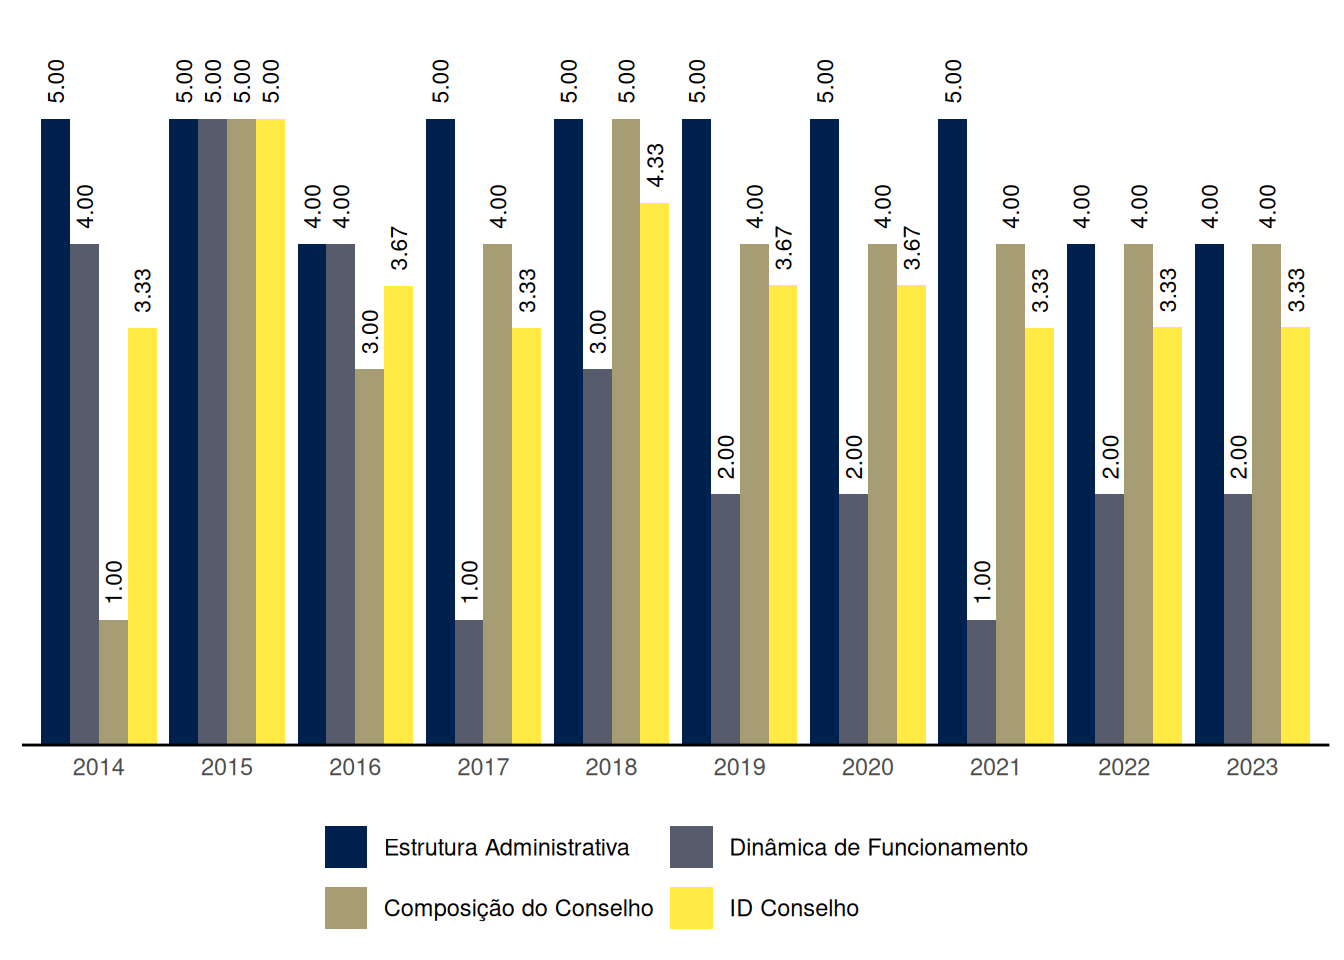 5.00 4.00 1.00 3.33 5.00 5.00 5.00 5.00 4.00 4.00 3.00 3.67 5.00 1.00 4.00 3.33 5.00 3.00 5.00 4.33 5.00 2.00 4.00 3.67 5.00 2.00 4.00 3.67 5.00 1.00 4.00 3.33 4.00 2.00 4.00 3.33 4.00 2.00 4.00 3.33
2014 2015 2016 2017 2018 2019 2020 2021 2022 2023
Estrutura Administrativa Dinâmica de Funcionamento
Composição do Conselho ID Conselho